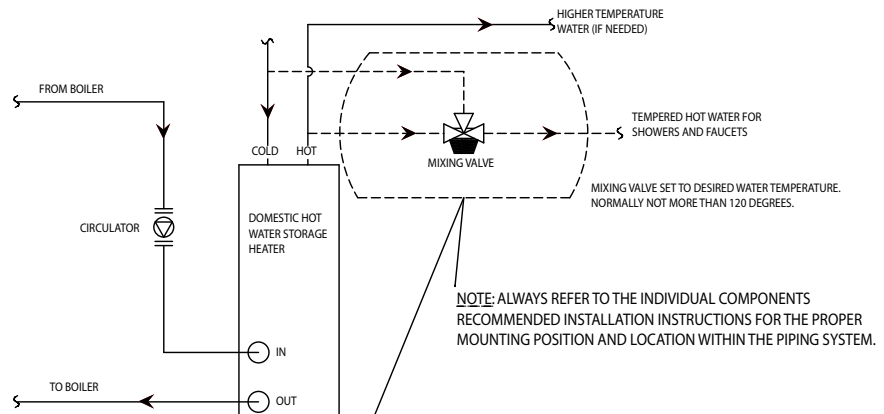 HIGHER TEMPERATURE
WATER (IF NEEDED)
FROM BOILER
TEMPERED HOT WATER FOR
SHOWERS AND FAUCETS
COLD
HOT
MIXING VALVE
MIXING VALVE SET TO DESIRED WATER TEMPERATURE.
NORMALLY NOT MORE THAN 120 DEGREES.
DOMESTIC HOT
WATER STORAGE
HEATER
CIRCULATOR
NOTE: ALWAYS REFER TO THE INDIVIDUAL COMPONENTS
RECOMMENDED INSTALLATION INSTRUCTIONS FOR THE PROPER
MOUNTING POSITION AND LOCATION WITHIN THE PIPING SYSTEM.
IN
TO BOILER
OUT